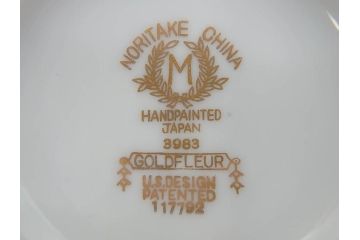 NORITAKE CHINA
M
HANDPAINTED
JAPAN
3983
GOLDFLEUR
U.S.DESIGN
PATENTED
117792